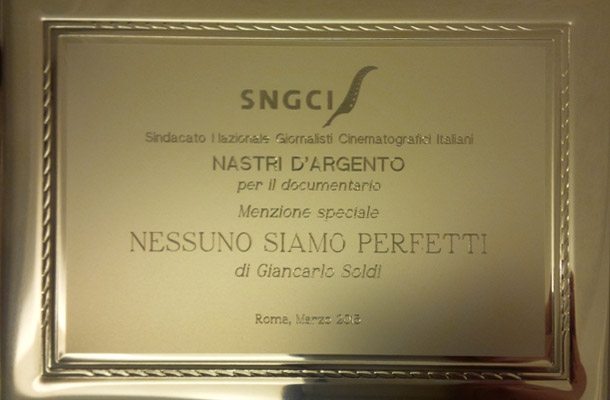 SNGCI
Sindacato Nazionale Giornalisti Cinematografici Italiani
NASTRI D'ARGENTO
per il documentario
Menzione speciale
NESSUNO SIAMO PERFETTI
di Giancarlo Soldi
Roma, Marzo